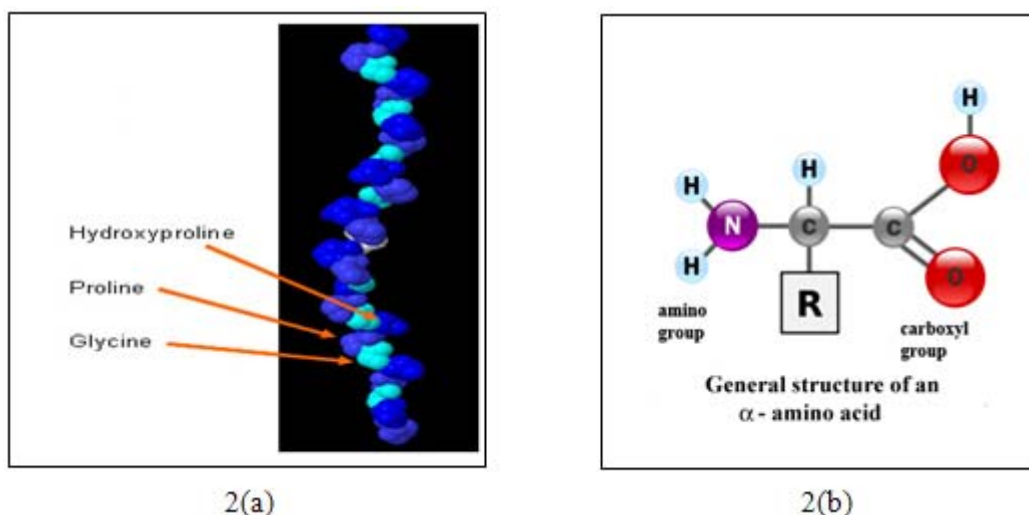 Hydroxyproline
Proline
Glycine
2(a)
H
H
H
O
N
C
C
H
O
R
amino
group
carboxyl
group
General structure of an
α - amino acid
2(b)